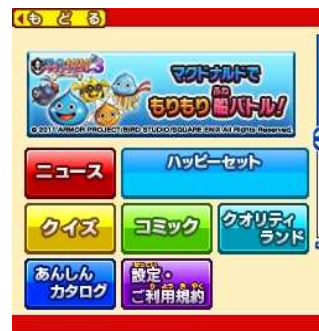 もどる
マクドナルドで
もりもり船バトル!
ふね
© 2011 ARMOR PROJECT/BIRD STUDIO/SQUARE ENIX All Rights Reserved.
ニュース
ハッピーセット
クイズ
コミック
クオリティ
ランド
あんしん
カタログ
設定・
ご利用規約